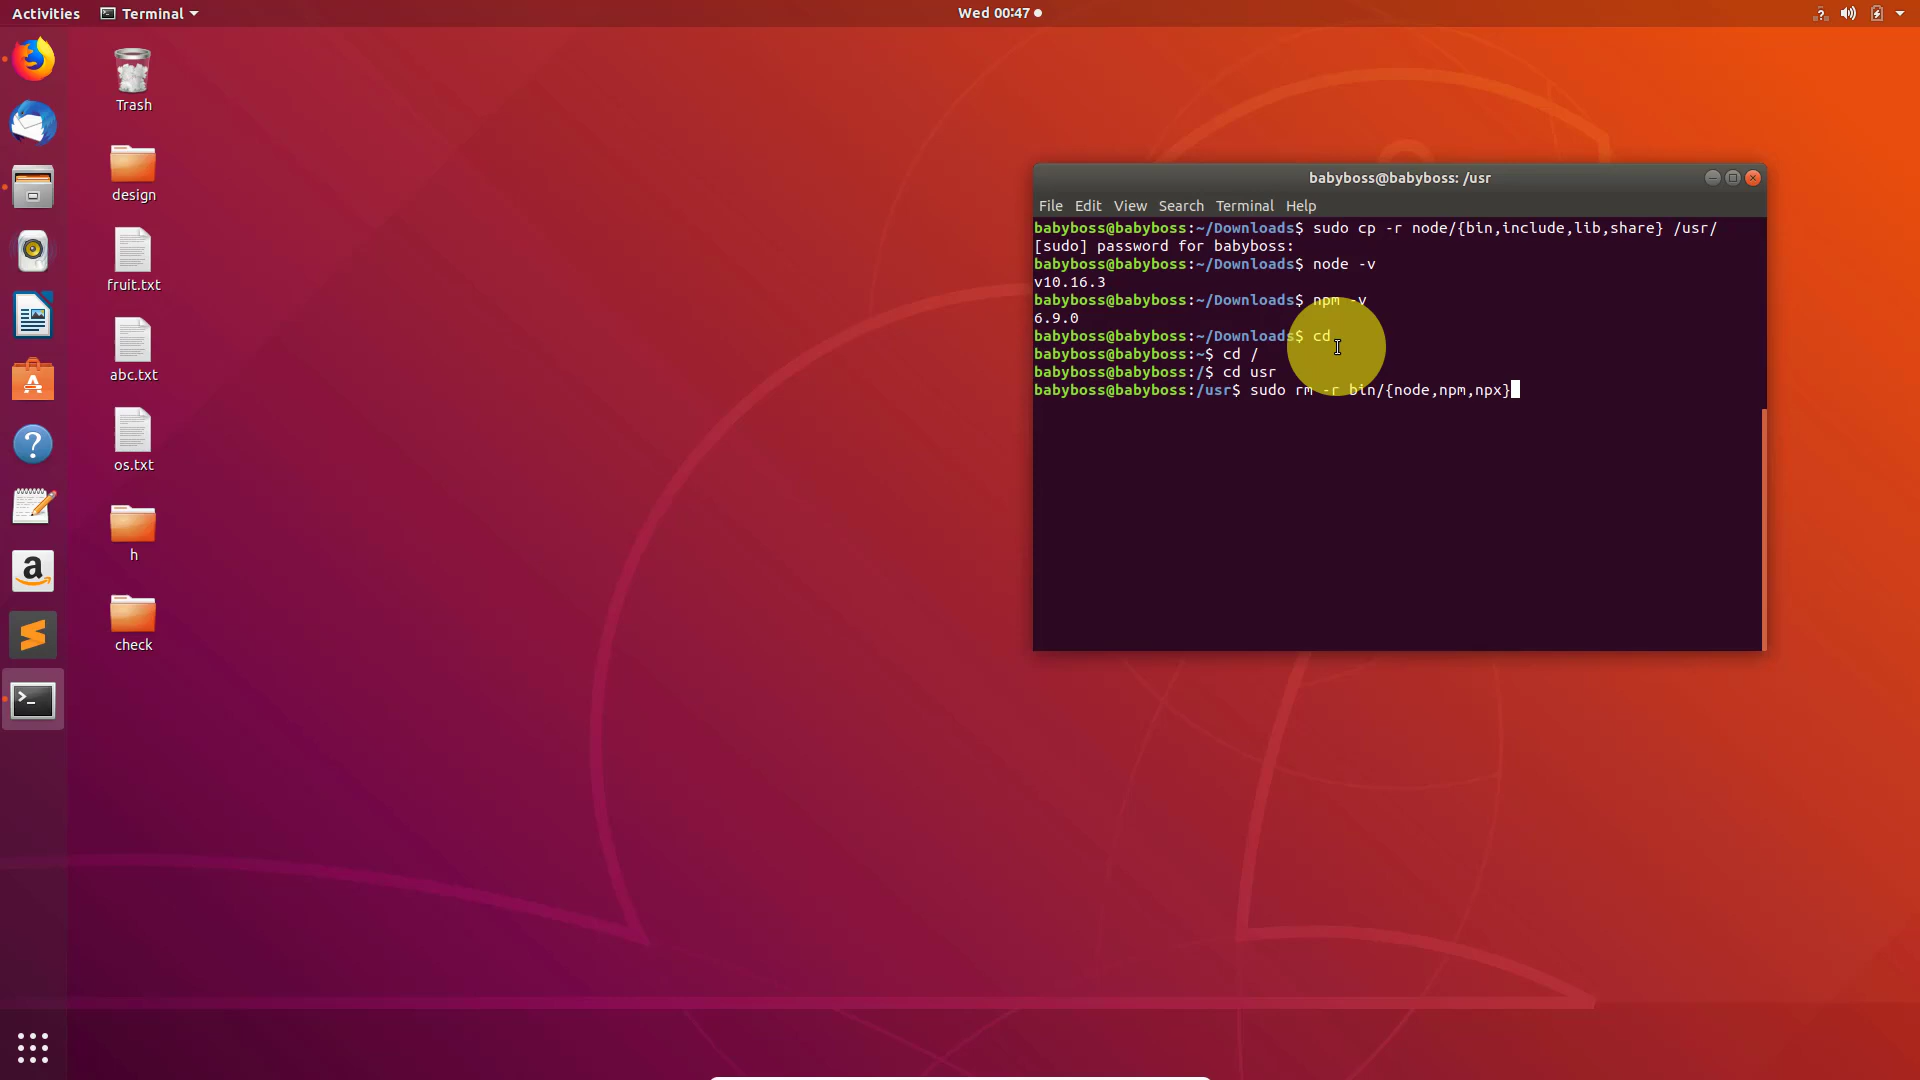 Activities
Terminal
Wed 00:47
Trash
design
fruit.txt
abc.txt
os.txt
h
check
babyboss@babyboss: /usr
File Edit View Search Terminal Help
babyboss@babyboss:~/Downloads$ sudo cp -r node/{bin,include,lib,share} /usr/
[sudo] password for babyboss:
babyboss@babyboss:~/Downloads$ node -v
v10.16.3
babyboss@babyboss:~/Downloads$ npm -v
6.9.0
babyboss@babyboss:~/Downloads$ cd
babyboss@babyboss:~$ cd /
babyboss@babyboss:/$ cd usr
babyboss@babyboss:/usr$ sudo rm -r bin/{node,npm,npx}